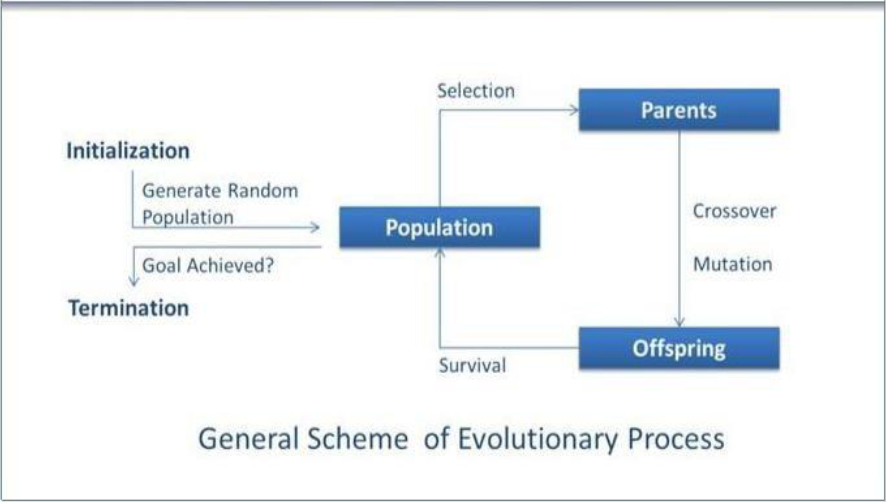 Selection
Parents
Initialization
Generate Random
Population
Crossover
Population
Mutation
Goal Achieved?
Termination
Offspring
Survival
General Scheme of Evolutionary Process